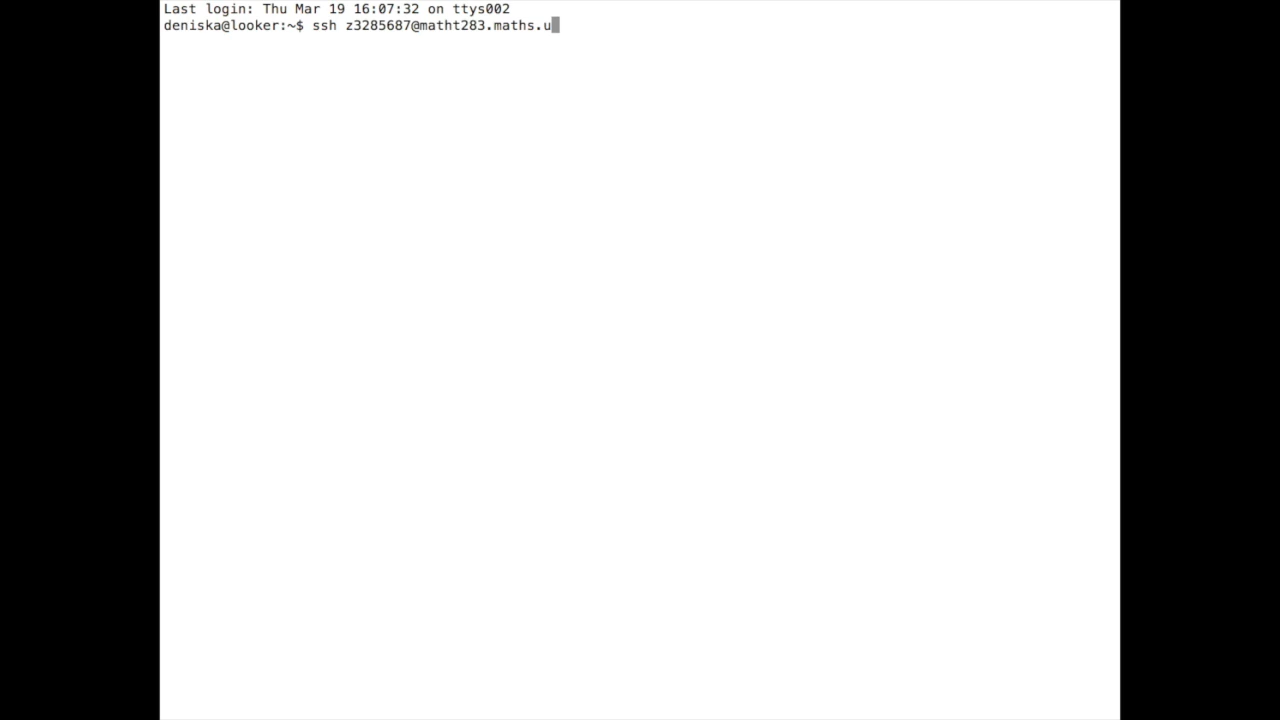 Last login: Thu Mar 19 16:07:32 on ttys002
deniska@looker:~$ ssh z3285687@matht283.maths.u